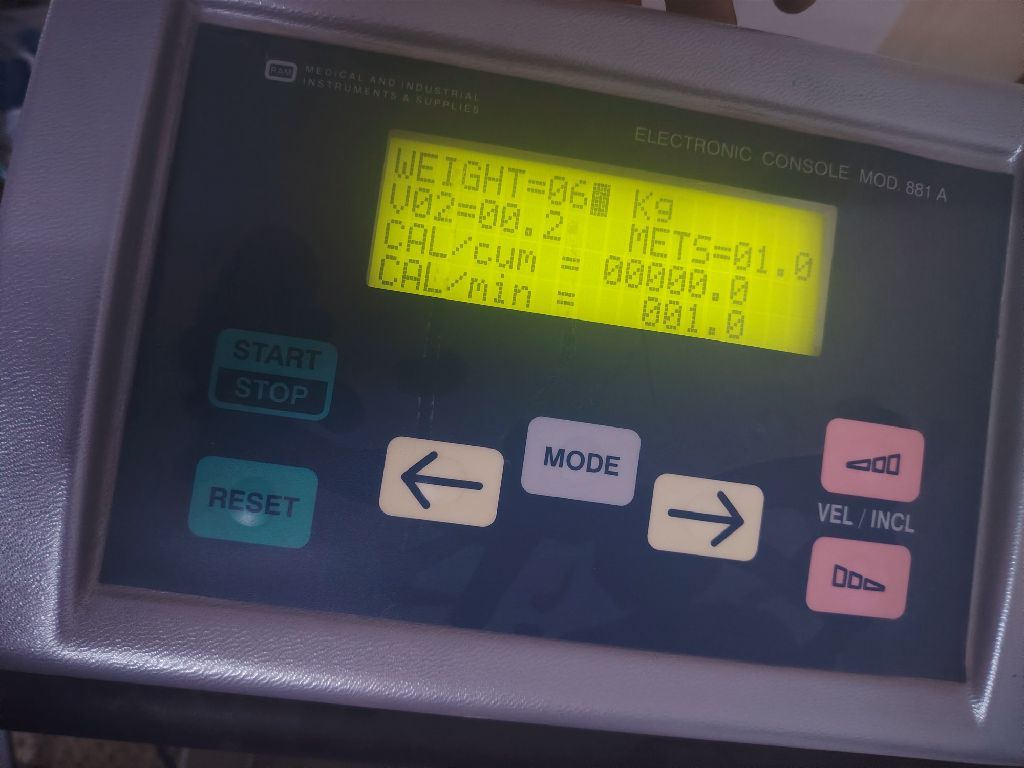 RAM MEDICAL AND INDUSTRIAL
INSTRUMENTS & SUPPLIES
ELECTRONIC CONSOLE MOD. 881 A
WEIGHT=06 Kg
VO2=00.2 METS=01.0
CAL/cum = 00000.0
CAL/min = 001.0
START
STOP
RESET
MODE
VEL / INCL